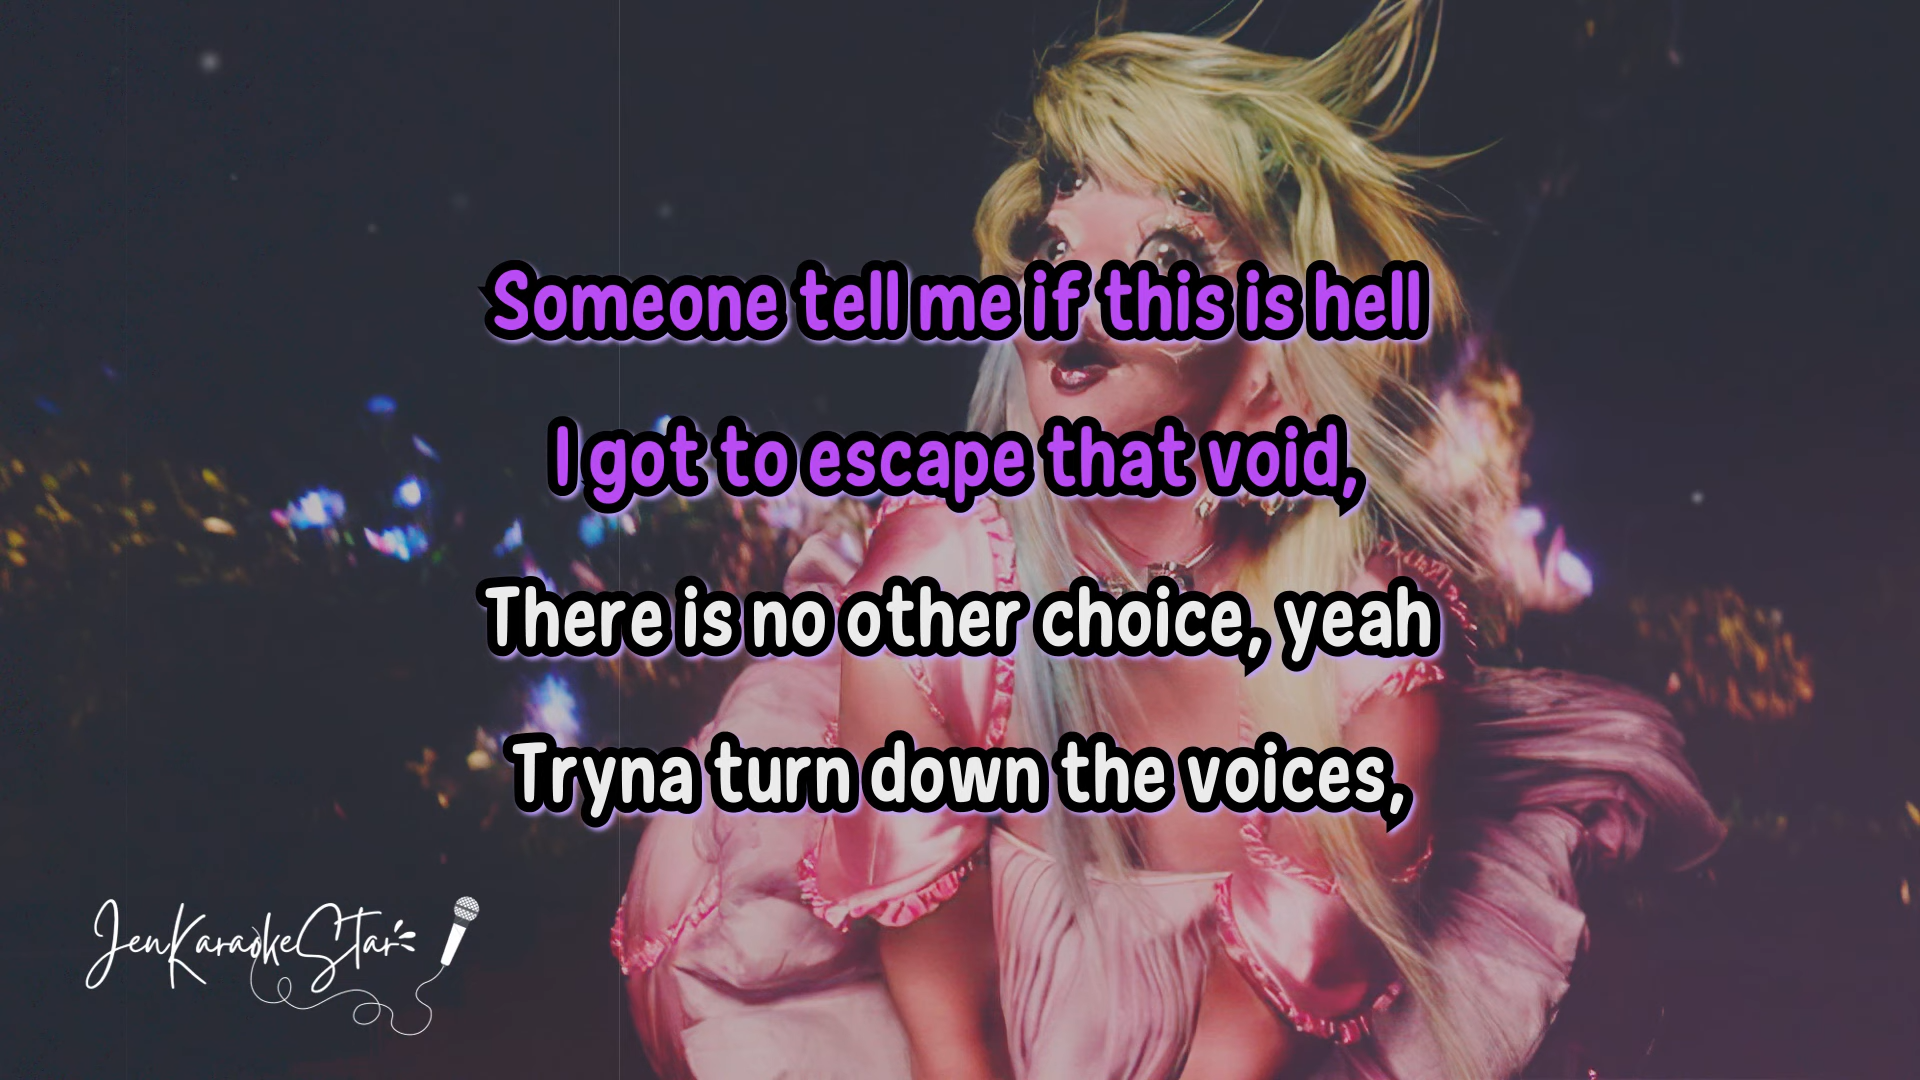 Someone tell me if this is hell
I got to escape that void,
There is no other choice, yeah
Tryna turn down the voices,
JenKaraokeStar